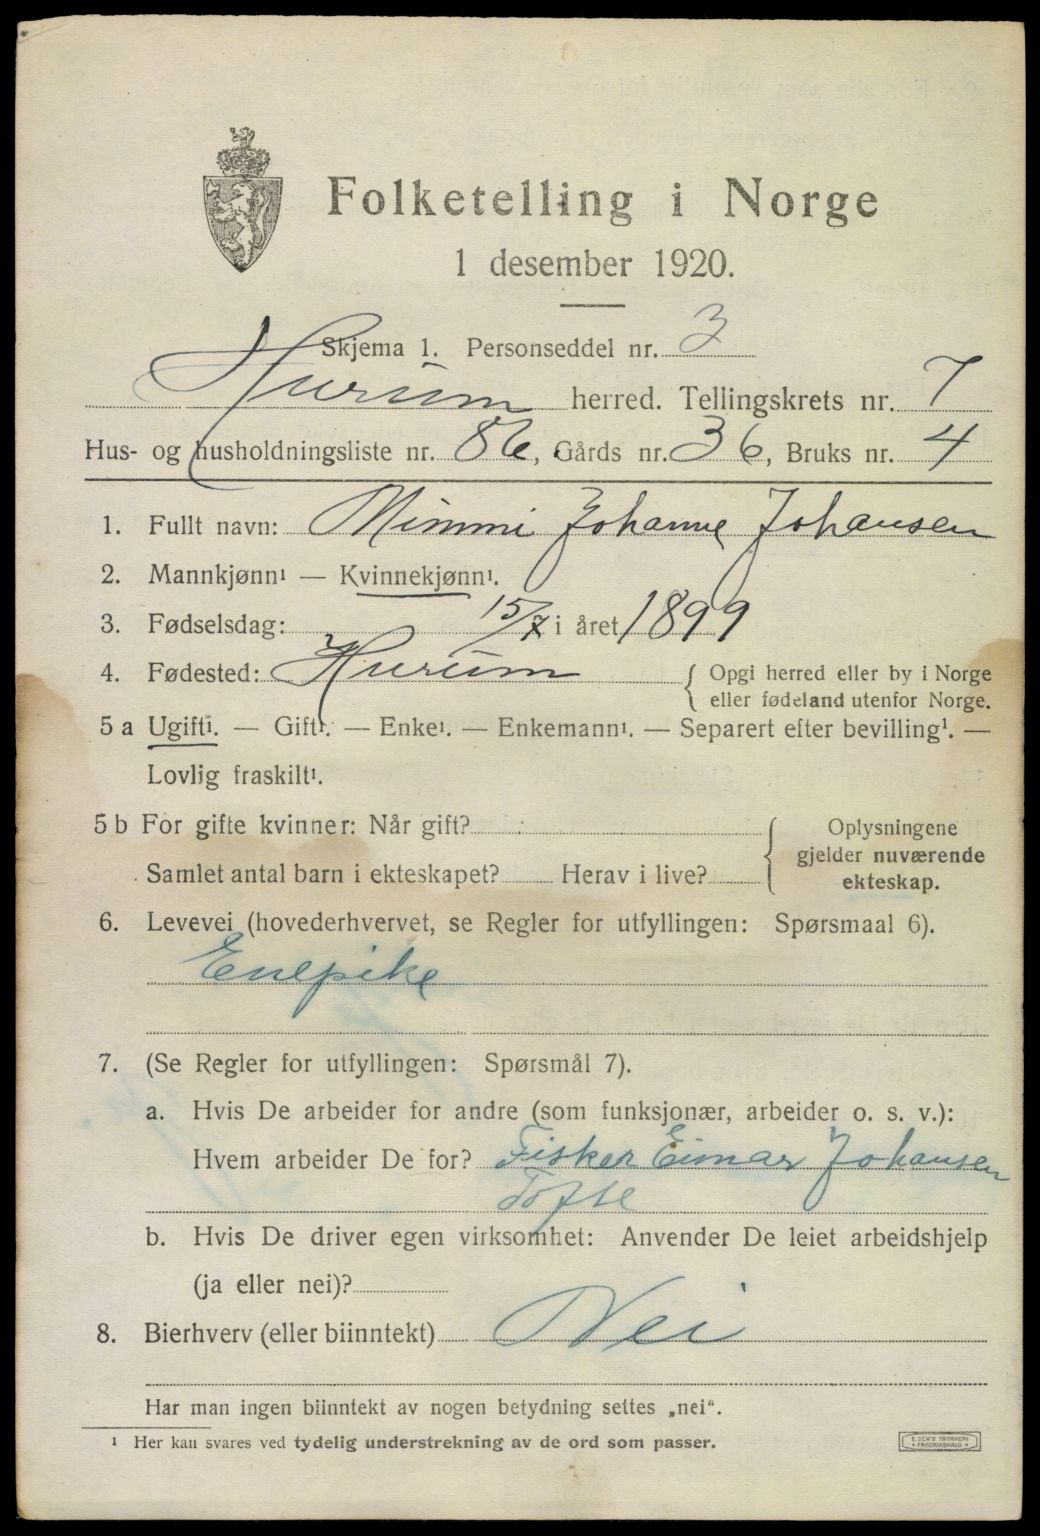 Folketelling i Norge
1 desember 1920.
Skjema 1. Personseddel nr. 3
Hurum herred. Tellingskrets nr. 7
Hus- og husholdningsliste nr. 86, Gårds nr. 36, Bruks nr. 4
1. Fullt navn: Mimmi Johanne Johansen
2. Mannkjønn¹ — Kvinnekjønn¹.
3. Fødselsdag: 15/7 i året 1899
4. Fødested: Hurum { Opgi herred eller by i Norge
eller fødeland utenfor Norge.
5 a Ugift¹. — Gift¹. — Enke¹. — Enkemann¹. — Separert efter bevilling¹. —
Lovlig fraskilt¹.
5 b For gifte kvinner: Når gift? { Oplysningene
gjelder nuværende
Samlet antal barn i ekteskapet? Herav i live? ekteskap.
6. Levevei (hovederhvervet, se Regler for utfyllingen: Spørsmaal 6).
Enepike
7. (Se Regler for utfyllingen: Spørsmål 7).
a. Hvis De arbeider for andre (som funksjonær, arbeider o. s. v.):
Hvem arbeider De for? Fisker Eimar Johansen
Tofte
b. Hvis De driver egen virksomhet: Anvender De leiet arbeidshjelp
(ja eller nei)?
8. Bierhverv (eller biinntekt) Nei
Har man ingen biinntekt av nogen betydning settes „nei“.
¹ Her kan svares ved tydelig understrekning av de ord som passer.
TRYKKERI
FREDRIKSHALD